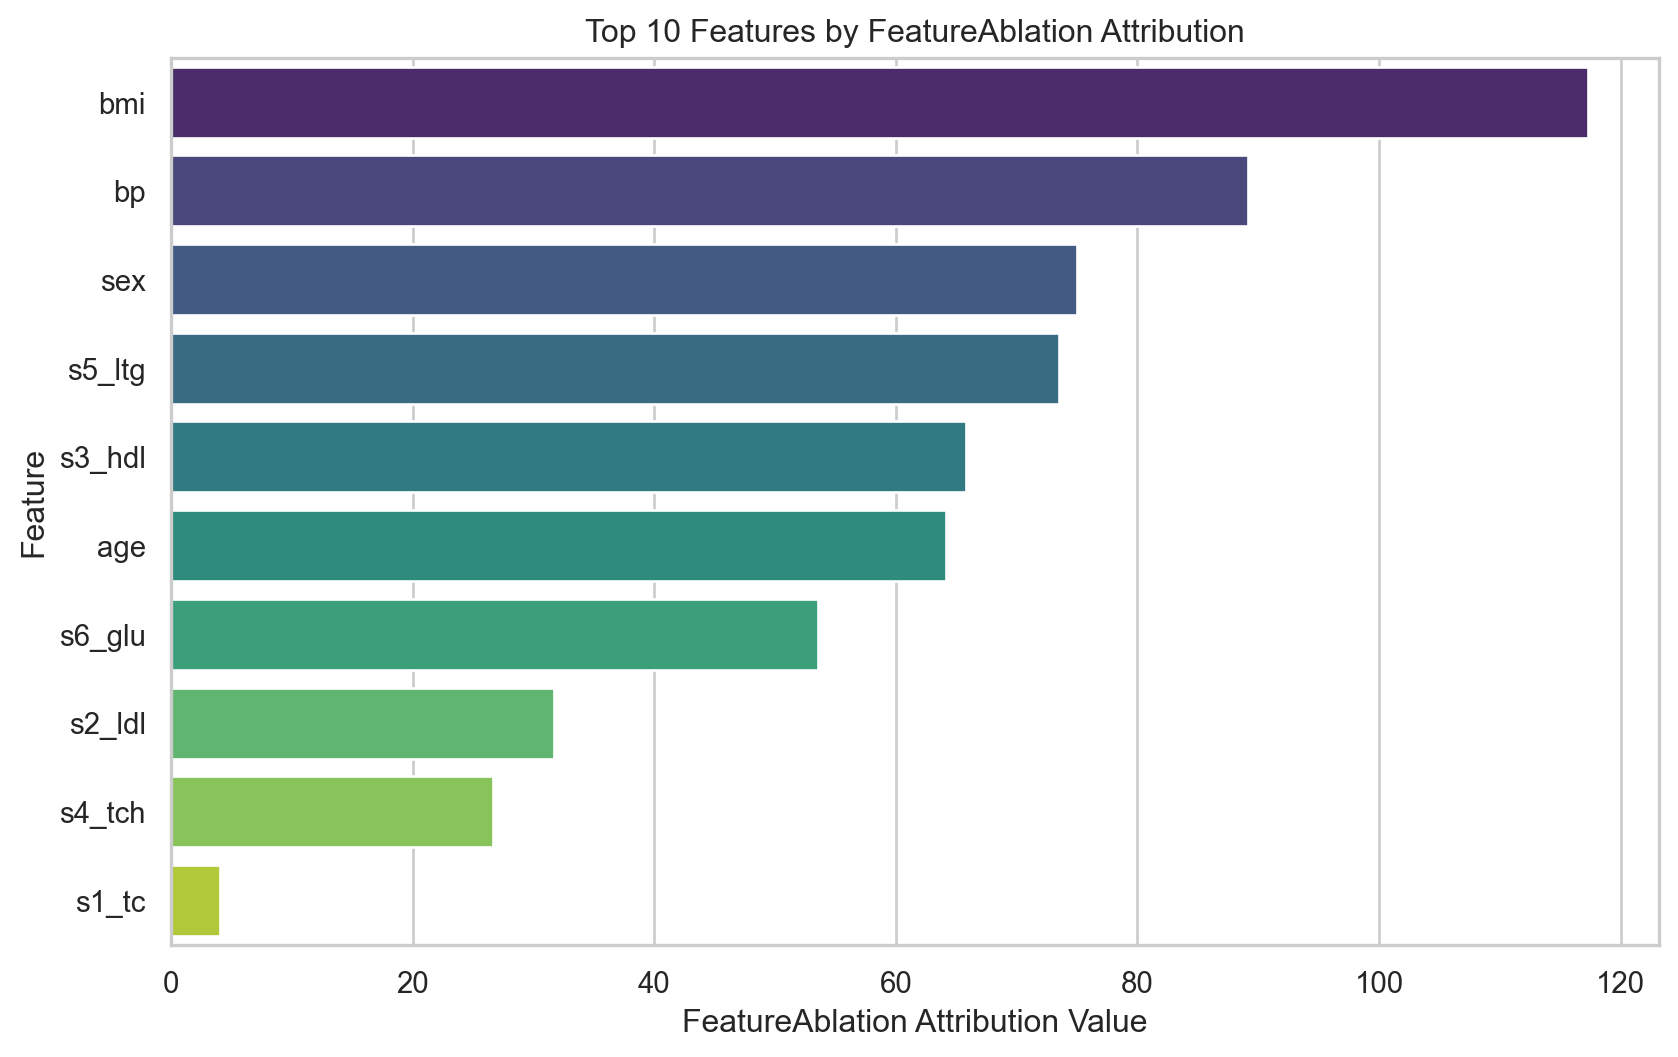 Top 10 Features by FeatureAblation Attribution
Feature
bmi
bp
sex
s5_ltg
s3_hdl
age
s6_glu
s2_ldl
s4_tch
s1_tc
0 20 40 60 80 100 120
FeatureAblation Attribution Value